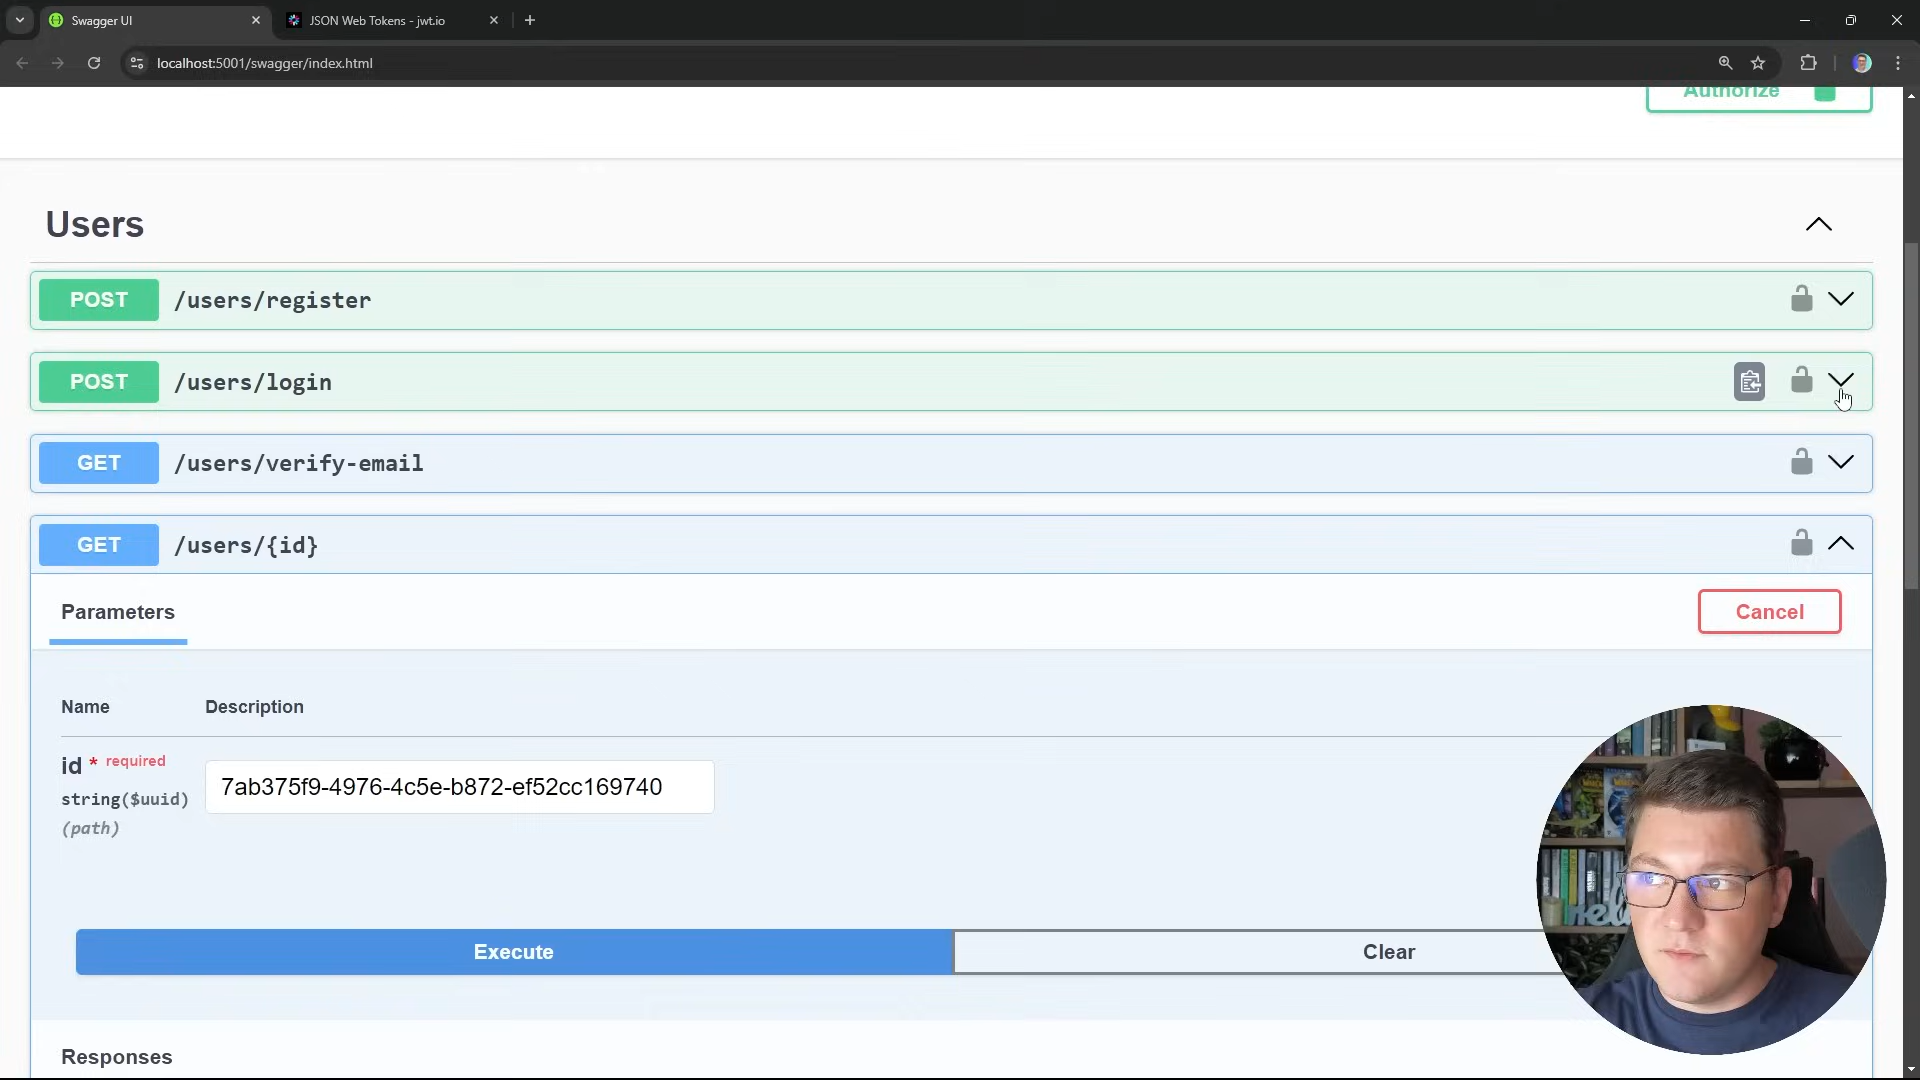 Swagger UI
JSON Web Tokens - jwt.io
localhost:5001/swagger/index.html
Authorize
Users
POST /users/register
POST /users/login
GET /users/verify-email
GET /users/{id}
Parameters
Cancel
Name Description
id * required
string($uuid)
(path)
7ab375f9-4976-4c5e-b872-ef52cc169740
Execute
Clear
Responses